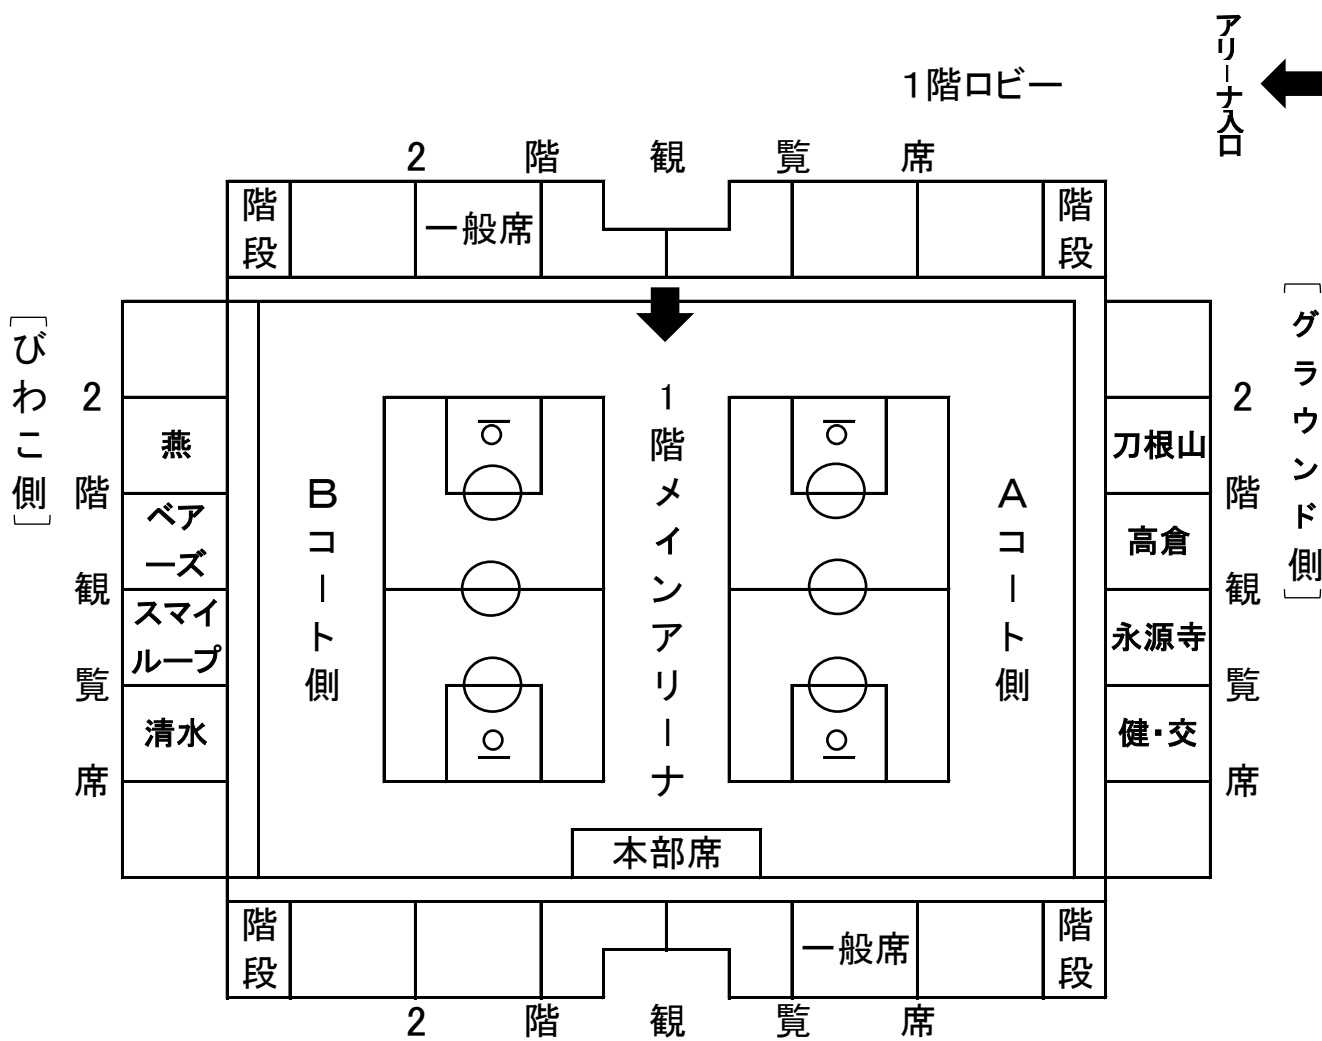 アリーナ入口
1階ロビー
2階観覧席
階段
一般席
階段
[びわこ側]
2階観覧席
燕
ベア
ーズ
スマイ
ループ
清水
Bコート側
1階メインアリーナ
Aコート側
刀根山
高倉
永源寺
健・交
2階観覧席
[グラウンド側]
本部席
階段
一般席
階段
2階観覧席